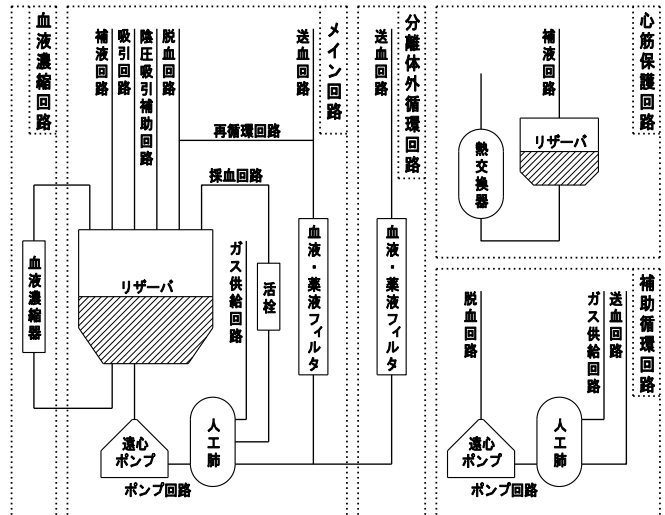 血液濃縮回路
補液回路
吸引回路
陰圧吸引補助回路
脱血回路
送血回路
メイン回路
送血回路
分離体外循環回路
補液回路
心筋保護回路
再循環回路
採血回路
リザーバ
熱交換器
血液濃縮器
リザーバ
ガス供給回路
活栓
血液・薬液フィルタ
血液・薬液フィルタ
脱血回路
ガス供給回路
送血回路
補助循環回路
遠心
ポンプ
人工肺
ポンプ回路
遠心
ポンプ
人工肺
ポンプ回路